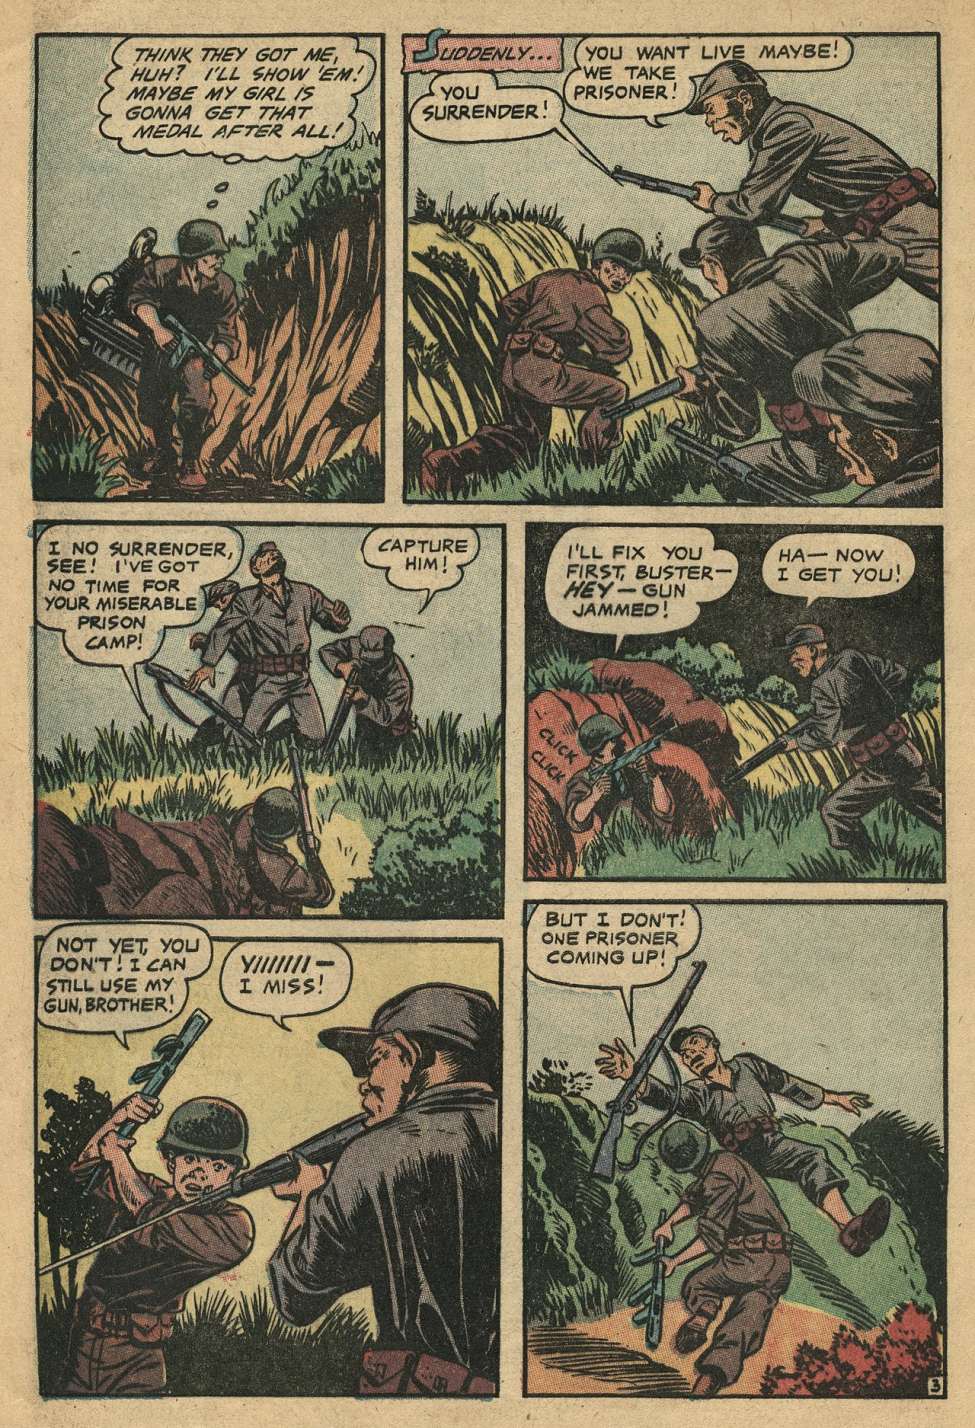 THINK THEY GOT ME,
HUH? I'LL SHOW 'EM!
MAYBE MY GIRL IS
GONNA GET THAT
MEDAL AFTER ALL!
SUDDENLY...
YOU
SURRENDER!
YOU WANT LIVE MAYBE!
WE TAKE
PRISONER!
I NO SURRENDER,
SEE! I'VE GOT
NO TIME FOR
YOUR MISERABLE
PRISON
CAMP!
CAPTURE
HIM!
I'LL FIX YOU
FIRST, BUSTER—
HEY — GUN
JAMMED!
HA— NOW
I GET YOU!
CLICK
CLICK
NOT YET, YOU
DON'T! I CAN
STILL USE MY
GUN, BROTHER!
YIIIIIII—
I MISS!
BUT I DON'T!
ONE PRISONER
COMING UP!
3